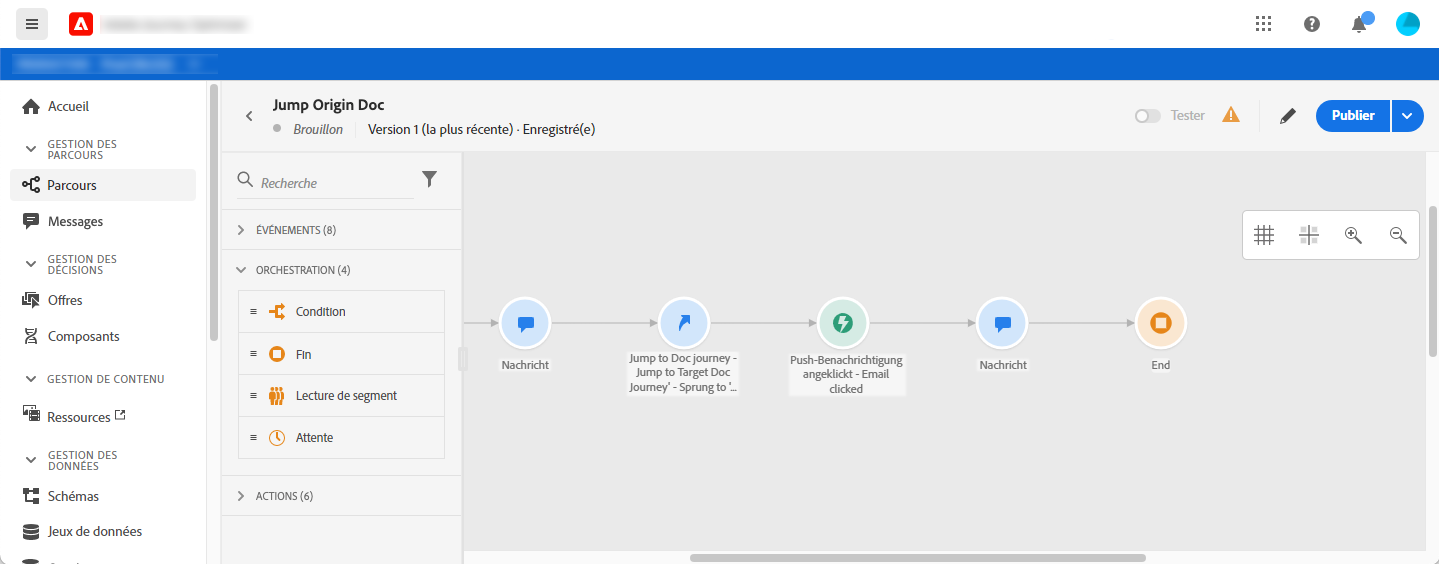 Jump Origin Doc
Brouillon
Version 1 (la plus récente) · Enregistré(e)
Tester
Publier
Accueil
GESTION DES
PARCOURS
Parcours
Messages
GESTION DES
DÉCISIONS
Offres
Composants
GESTION DE CONTENU
Ressources
GESTION DES
DONNÉES
Schémas
Jeux de données
Recherche
ÉVÉNEMENTS (8)
ORCHESTRATION (4)
Condition
Fin
Lecture de segment
Attente
ACTIONS (6)
Nachricht
Jump to Doc journey -
Jump to Target Doc
Journey' - Sprung to '...
Push-Benachrichtigung
angeklickt - Email
clicked
Nachricht
End